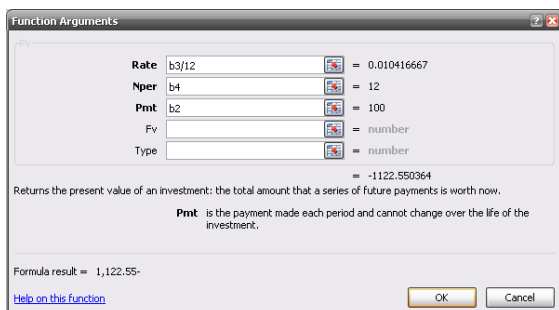 Function Arguments
PV
Rate b3/12 = 0.010416667
Nper b4 = 12
Pmt b2 = 100
Fv = number
Type = number
= -1122.550364
Returns the present value of an investment: the total amount that a series of future payments is worth now.
Pmt is the payment made each period and cannot change over the life of the
investment.
Formula result = 1,122.55-
Help on this function OK Cancel